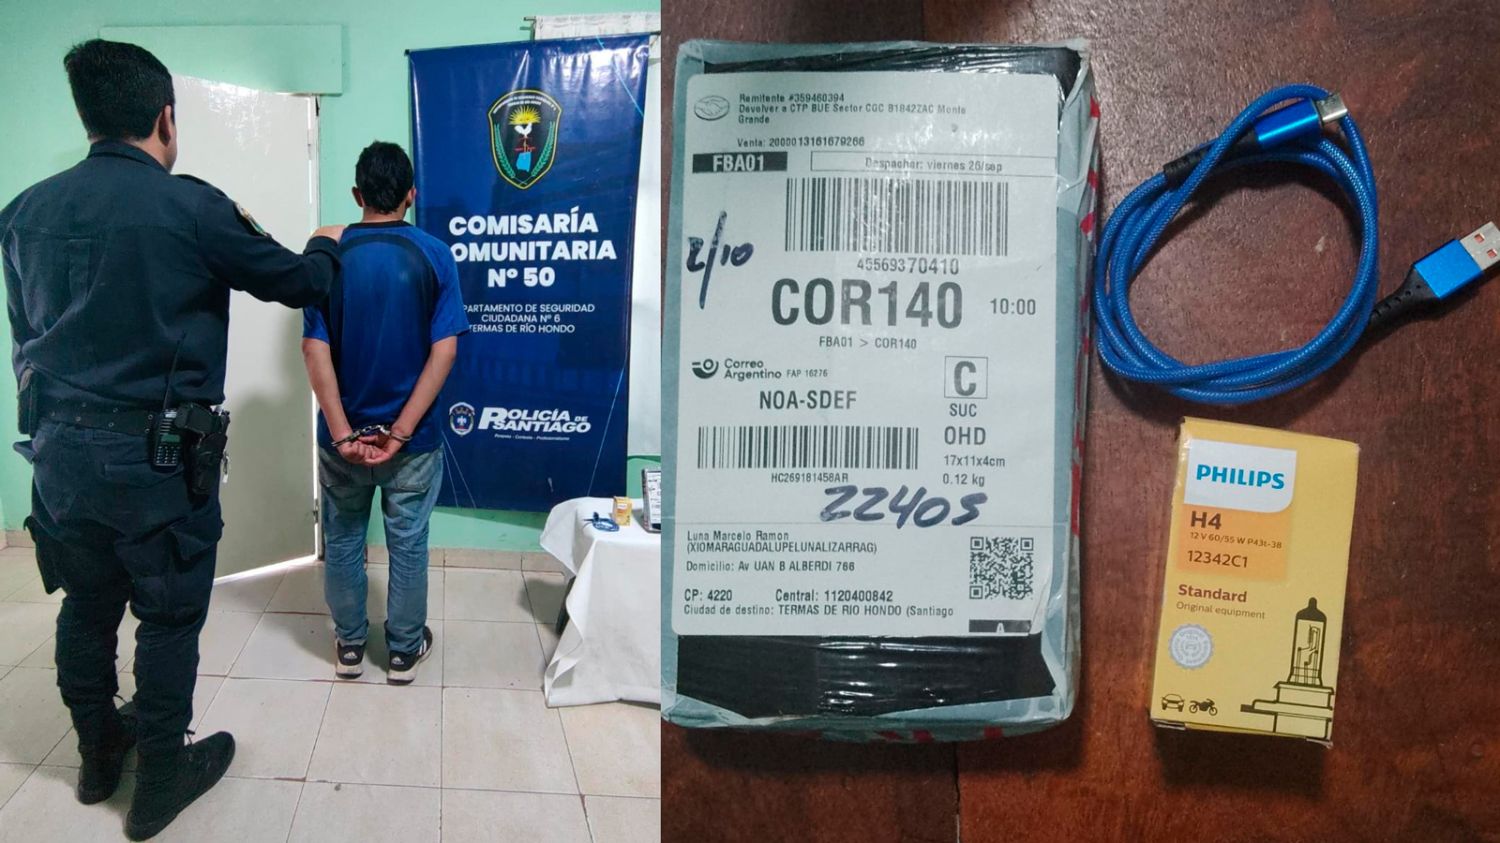 COMISARÍA
OMUNITARIA
Nº 50
PARTAMENTO DE SEGURIDAD
CIUDADANA Nº 6
TERMAS DE RÍO HONDO
POLICÍA DE
SANTIAGO
Remitente #359460394
Devolver a CTP BUE Sector CGC B1842ZAC Monte
Grande
Venta: 2000013161679266
FBA01
Despachar: viernes 26/sep
2/10
45569370410
COR140
10:00
FBA01 > COR140
Correo
Argentino
FAP 16276
C
NOA-SDEF
SUC
OHD
17x11x4cm
HC269181458AR
0.12 kg
22405
Luna Marcelo Ramon
(XIOMARAGUADALUPELUNALIZARRAG)
Domicilio: Av UAN B ALBERDI 766
CP: 4220
Central: 1120400842
Ciudad de destino: TERMAS DE RIO HONDO (Santiago
A
PHILIPS
H4
12 V 60/55 W P43t-38
12342C1
Standard
Original equipment